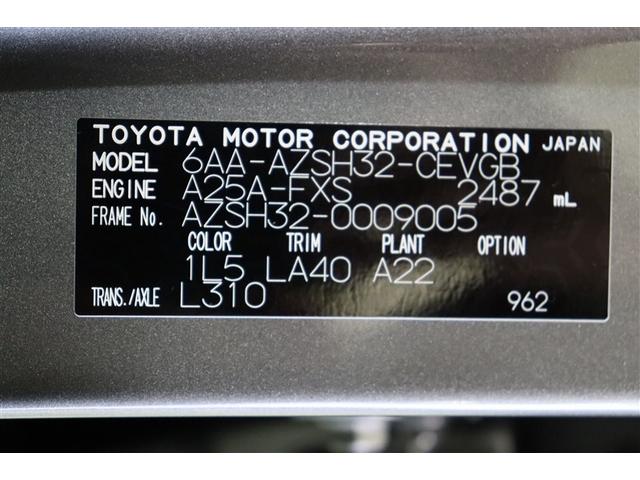 TOYOTA MOTOR CORPORATION JAPAN
MODEL 6AA-AZSH32-CEVGB
ENGINE A25A-FXS 2487 mL
FRAME No. AZSH32-0009005
COLOR TRIM PLANT OPTION
1L5 LA40 A22
TRANS./AXLE L310 962